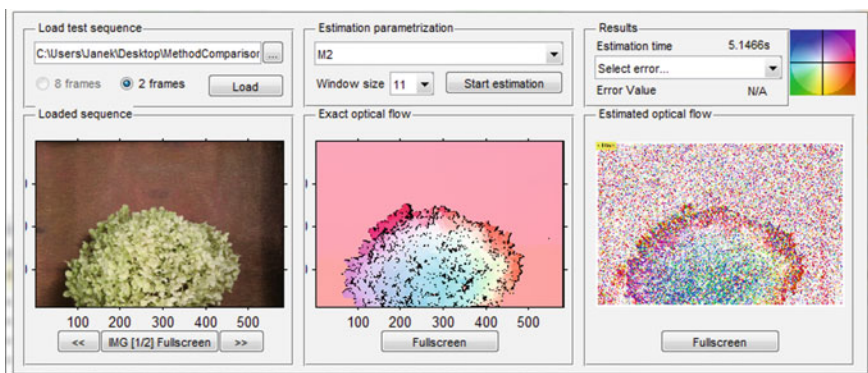 Load test sequence
C:\Users\Janek\Desktop\MethodComparisor ...
8 frames 2 frames Load
Estimation parametrization
M2
Window size 11 Start estimation
Results
Estimation time 5.1466s
Select error...
Error Value N/A
Loaded sequence
100 200 300 400 500
<< IMG [1/2] Fullscreen >>
Exact optical flow
100 200 300 400 500
Fullscreen
Estimated optical flow
Fullscreen